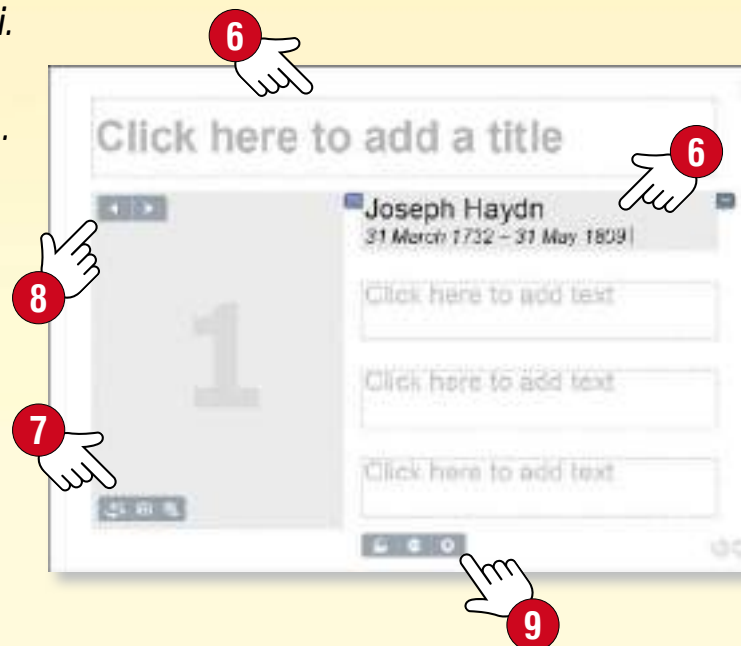 i.
6
.
Click here to add a title
6
Joseph Haydn
31 March 1732 – 31 May 1809
8
Click here to add text
1
Click here to add text
7
Click here to add text
9